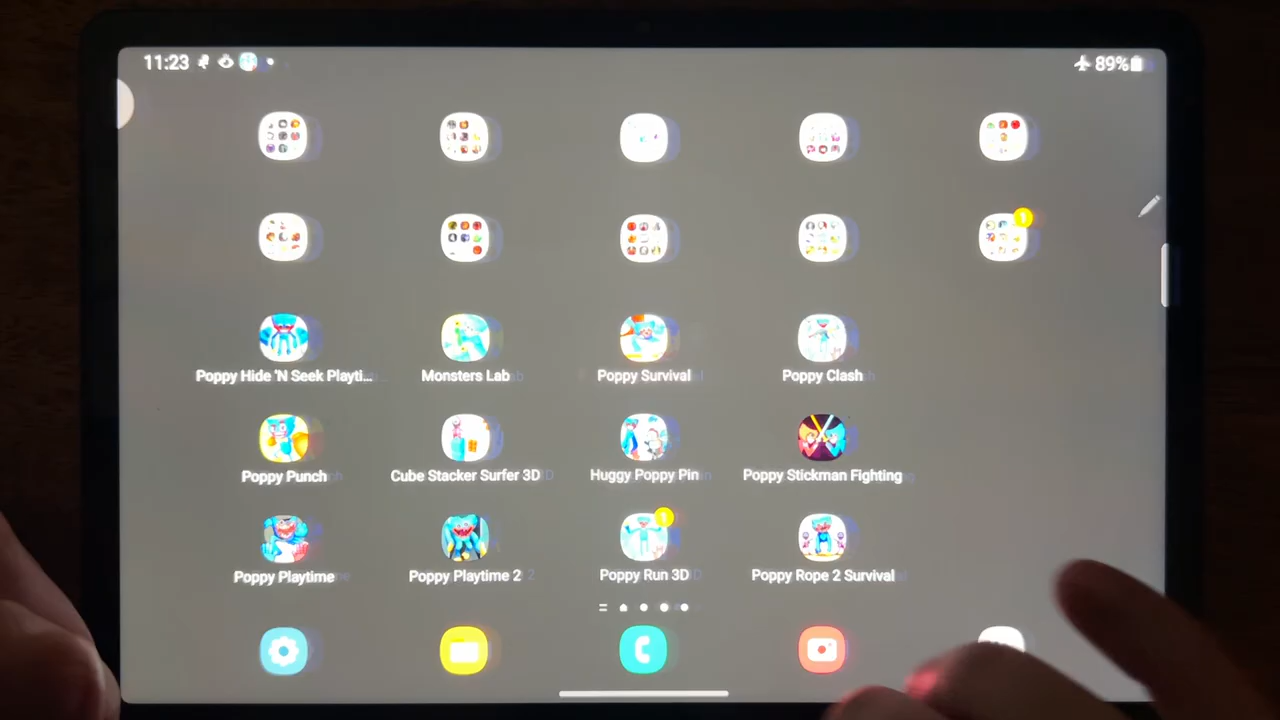 11:23
89%
Poppy Hide 'N Seek Playti...
Monsters Lab
Poppy Survival
Poppy Clash
Poppy Punch
Cube Stacker Surfer 3D
Huggy Poppy Pin
Poppy Stickman Fighting
Poppy Playtime
Poppy Playtime 2
1
Poppy Run 3D
Poppy Rope 2 Survival